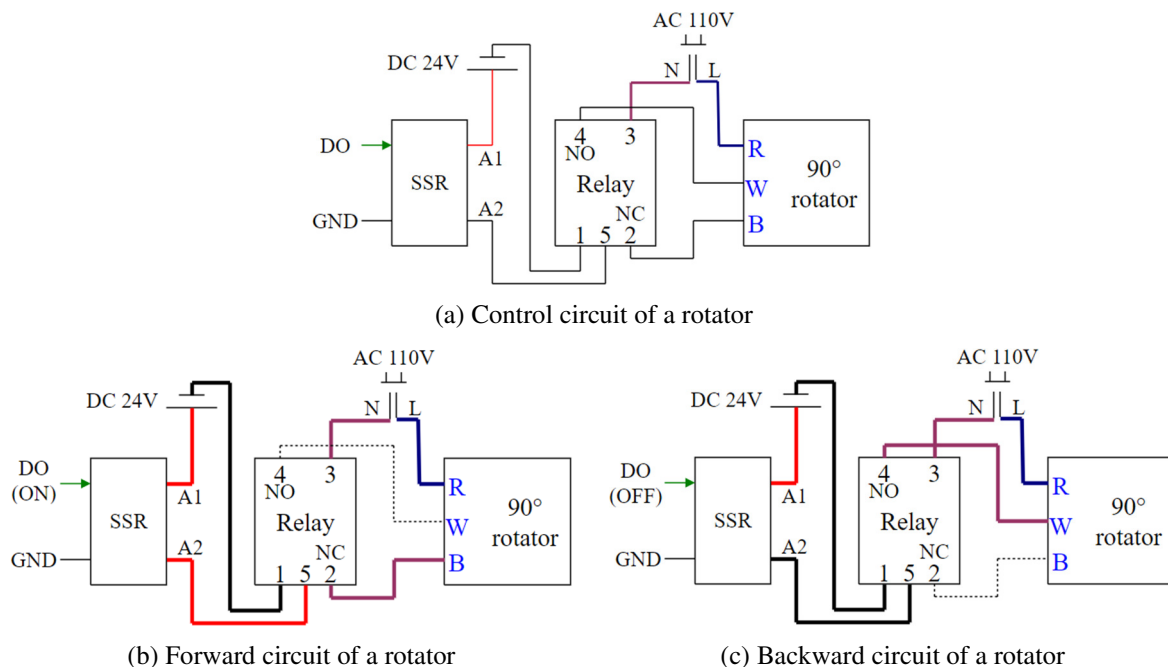 AC 110V
DC 24V
N L
4 3
NO
DO
A1
SSR
Relay
R
90°
W
rotator
A2
NC
GND
B
1 5 2
(a) Control circuit of a rotator
AC 110V
DC 24V
N L
4 3
NO
DO
(ON)
A1
SSR
Relay
R
90°
W
rotator
A2
NC
GND
B
1 5 2
(b) Forward circuit of a rotator
AC 110V
DC 24V
N L
4 3
NO
DO
(OFF)
A1
SSR
Relay
R
90°
W
rotator
A2
NC
GND
B
1 5 2
(c) Backward circuit of a rotator